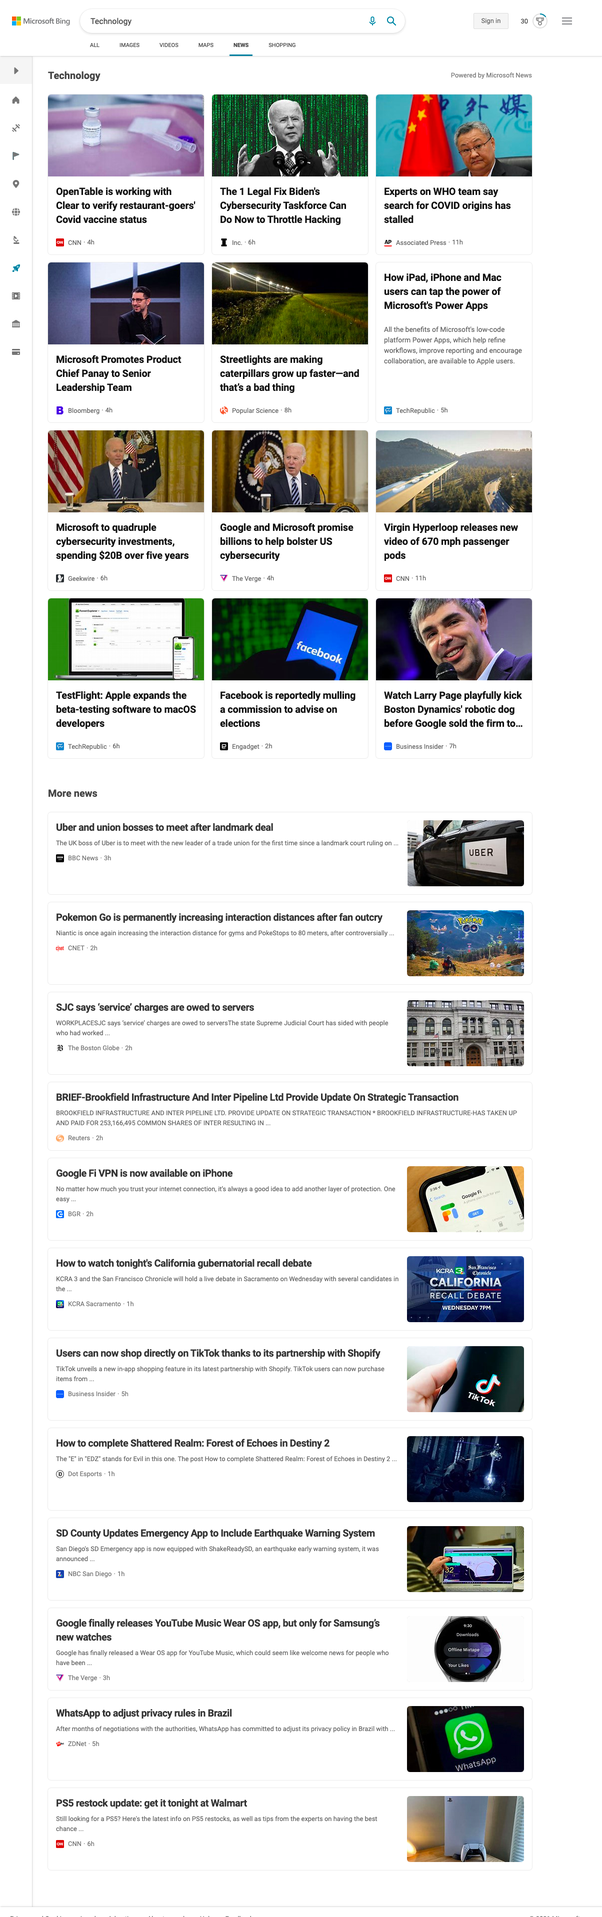 Microsoft Bing
Technology
Sign in
30
ALL
IMAGES
VIDEOS
MAPS
NEWS
SHOPPING
Technology
Powered by Microsoft News
OpenTable is working with
Clear to verify restaurant-goers'
Covid vaccine status
CNN · 4h
The 1 Legal Fix Biden's
Cybersecurity Taskforce Can
Do Now to Throttle Hacking
Inc. · 6h
Experts on WHO team say
search for COVID origins has
stalled
AP Associated Press · 11h
Microsoft Promotes Product
Chief Panay to Senior
Leadership Team
Bloomberg · 4h
Streetlights are making
caterpillars grow up faster—and
that's a bad thing
Popular Science · 8h
How iPad, iPhone and Mac
users can tap the power of
Microsoft's Power Apps
All the benefits of Microsoft's low-code
platform Power Apps, which help refine
workflows, improve reporting and encourage
collaboration, are available to Apple users.
TechRepublic · 5h
Microsoft to quadruple
cybersecurity investments,
spending $20B over five years
Geekwire · 6h
Google and Microsoft promise
billions to help bolster US
cybersecurity
The Verge · 4h
Virgin Hyperloop releases new
video of 670 mph passenger
pods
CNN · 11h
TestFlight: Apple expands the
beta-testing software to macOS
developers
TechRepublic · 6h
facebook
Facebook is reportedly mulling
a commission to advise on
elections
Engadget · 2h
Watch Larry Page playfully kick
Boston Dynamics' robotic dog
before Google sold the firm to...
Business Insider · 7h
More news
Uber and union bosses to meet after landmark deal
The UK boss of Uber is to meet with the new leader of a trade union for the first time since a landmark court ruling on ...
BBC News · 3h
UBER
Pokemon Go is permanently increasing interaction distances after fan outcry
Niantic is once again increasing the interaction distance for gyms and PokeStops to 80 meters, after controversially ...
CNET · 2h
POKÉMON
GO
SJC says 'service' charges are owed to servers
WORKPLACESJC says 'service' charges are owed to serversThe state Supreme Judicial Court has sided with people
who had worked ...
The Boston Globe · 2h
BRIEF-Brookfield Infrastructure And Inter Pipeline Ltd Provide Update On Strategic Transaction
BROOKFIELD INFRASTRUCTURE AND INTER PIPELINE LTD. PROVIDE UPDATE ON STRATEGIC TRANSACTION * BROOKFIELD INFRASTRUCTURE-HAS TAKEN UP
AND PAID FOR 253,166,495 COMMON SHARES OF INTER RESULTING IN ...
Reuters · 2h
Google Fi VPN is now available on iPhone
No matter how much you trust your internet connection, it's always a good idea to add another layer of protection. One
easy ...
BGR · 2h
Google Fi
How to watch tonight's California gubernatorial recall debate
KCRA 3 and the San Francisco Chronicle will hold a live debate in Sacramento on Wednesday with several candidates in
the ...
KCRA Sacramento · 1h
KCRA 3
San Francisco
Chronicle
CALIFORNIA
RECALL DEBATE
WEDNESDAY 7PM
Users can now shop directly on TikTok thanks to its partnership with Shopify
TikTok unveils a new in-app shopping feature in its latest partnership with Shopify. TikTok users can now purchase
items from ...
Business Insider · 5h
TikTok
How to complete Shattered Realm: Forest of Echoes in Destiny 2
The "E" in "EDZ" stands for Evil in this one. The post How to complete Shattered Realm: Forest of Echoes in Destiny 2 ...
Dot Esports · 1h
SD County Updates Emergency App to Include Earthquake Warning System
San Diego's SD Emergency app is now equipped with ShakeReadySD, an earthquake early warning system, it was
announced ...
NBC San Diego · 1h
32
Google finally releases YouTube Music Wear OS app, but only for Samsung's
new watches
Google has finally released a Wear OS app for YouTube Music, which could seem like welcome news for people who
have been ...
The Verge · 3h
9:30
Downloads
Offline Mixtape
Your Likes
WhatsApp to adjust privacy rules in Brazil
After months of negotiations with the authorities, WhatsApp has committed to adjust its privacy policy in Brazil with ...
ZDNet · 5h
WhatsApp
PS5 restock update: get it tonight at Walmart
Still looking for a PS5? Here's the latest info on PS5 restocks, as well as tips from the experts on having the best
chance ...
CNN · 6h